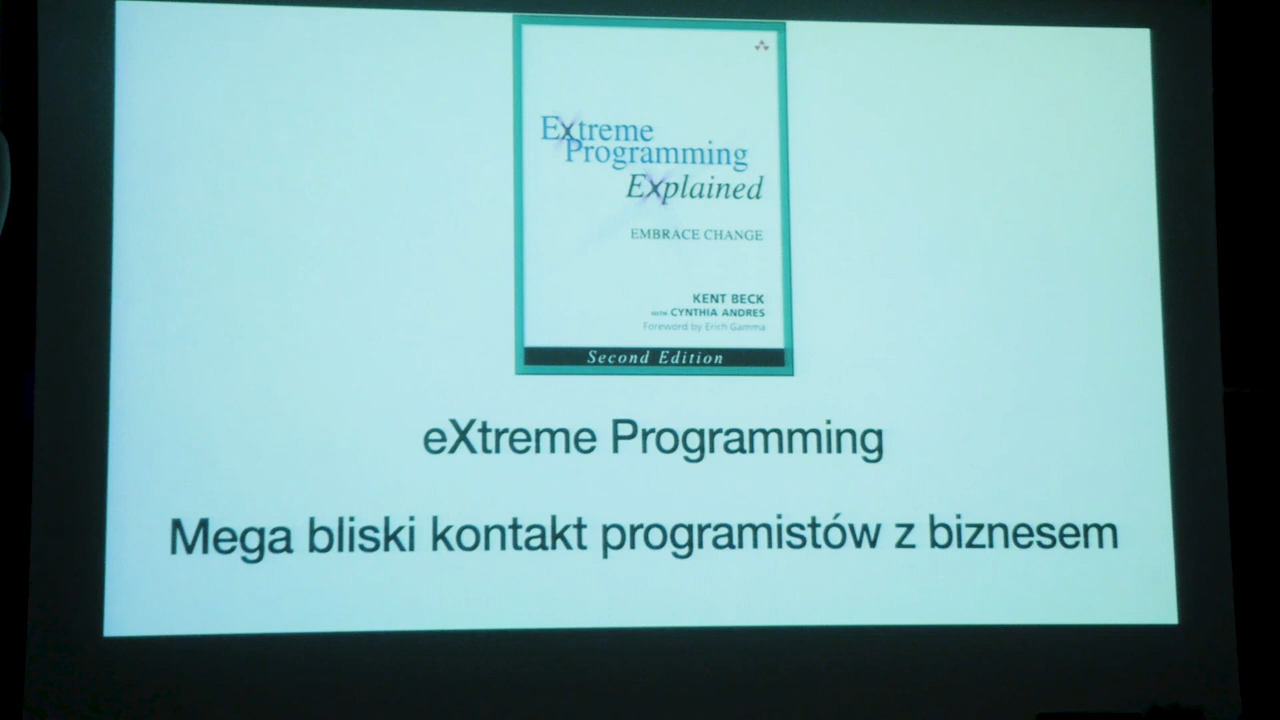 Extreme
Programming
Explained
EMBRACE CHANGE
KENT BECK
WITH CYNTHIA ANDRES
Foreword by Erich Gamma
Second Edition
eXtreme Programming
Mega bliski kontakt programistów z biznesem